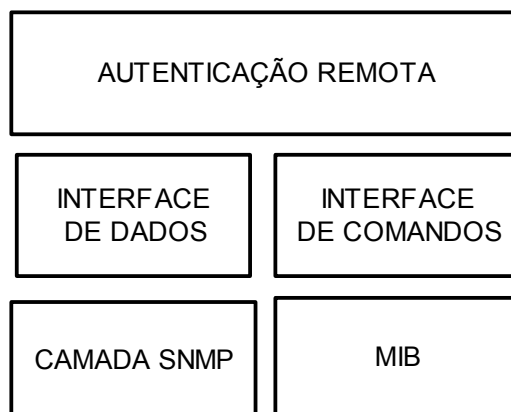 AUTENTICAÇÃO REMOTA
INTERFACE
DE DADOS
INTERFACE
DE COMANDOS
CAMADA SNMP
MIB